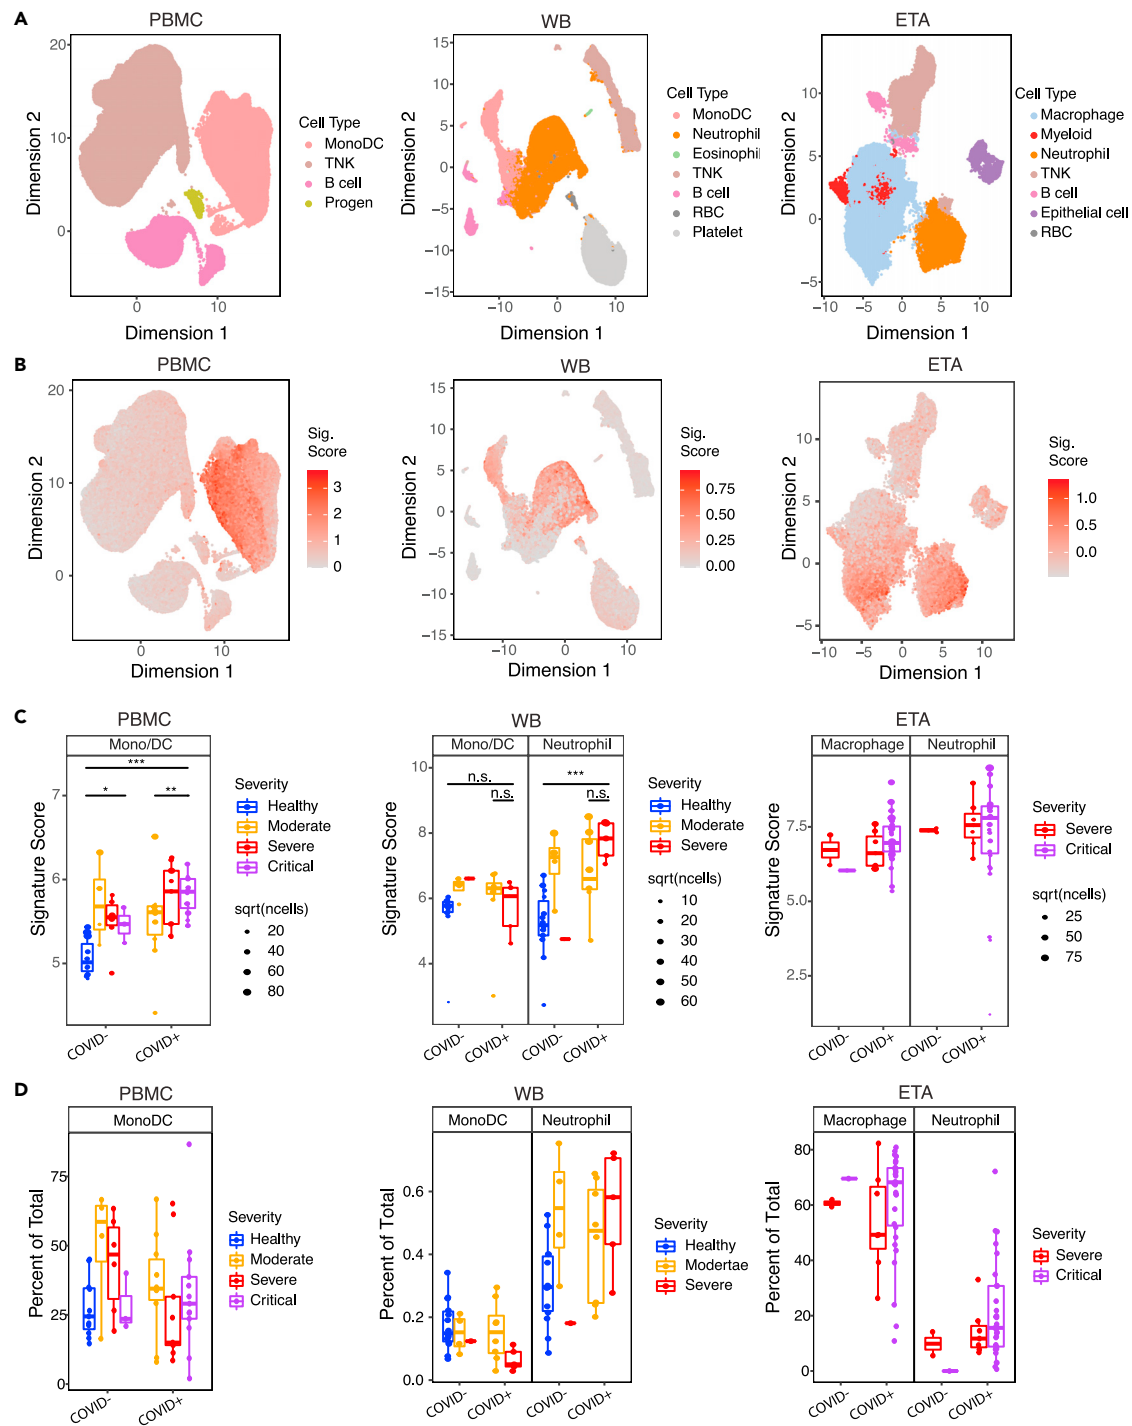 A
PBMC
WB
ETA
Dimension 2
20
10
0
0
10
Dimension 1
Cell Type
MonoDC
TNK
B cell
Progen
Dimension 2
15
10
5
0
−5
−10
−15
−10
0
10
Dimension 1
Cell Type
MonoDC
Neutrophil
Eosinophil
TNK
B cell
RBC
Platelet
Dimension 2
10
5
0
−5
−10
−5
0
5
10
Dimension 1
Cell Type
Macrophage
Myeloid
Neutrophil
TNK
B cell
Epithelial cell
RBC
B
PBMC
WB
ETA
Dimension 2
20
10
0
0
10
Dimension 1
Sig.
Score
3
2
1
0
Dimension 2
15
10
5
0
−5
−10
−15
−10
0
10
Dimension 1
Sig.
Score
0.75
0.50
0.25
0.00
Dimension 2
10
5
0
−5
−10
−5
0
5
10
Dimension 1
Sig.
Score
1.0
0.0
C
PBMC
WB
ETA
Mono/DC
Signature Score
7
6
5
***
*
**
COVID-
COVID+
Severity
Healthy
Moderate
Severe
Critical
sqrt(ncells)
20
40
60
80
Mono/DC
Neutrophil
Signature Score
10
8
6
4
n.s.
n.s.
***
n.s.
COVID-
COVID+
COVID-
COVID+
Severity
Healthy
Moderate
Severe
sqrt(ncells)
10
20
30
40
50
60
Macrophage
Neutrophil
Signature Score
7.5
5.0
2.5
COVID-
COVID+
COVID-
COVID+
Severity
Severe
Critical
sqrt(ncells)
25
50
75
D
PBMC
WB
ETA
MonoDC
Percent of Total
75
50
25
0
COVID-
COVID+
Severity
Healthy
Moderate
Severe
Critical
MonoDC
Neutrophil
Percent of Total
0.6
0.4
0.2
0.0
COVID-
COVID+
COVID-
COVID+
Severity
Healthy
Modertae
Severe
Macrophage
Neutrophil
Percent of Total
80
60
40
20
0
COVID-
COVID+
COVID-
COVID+
Severity
Severe
Critical